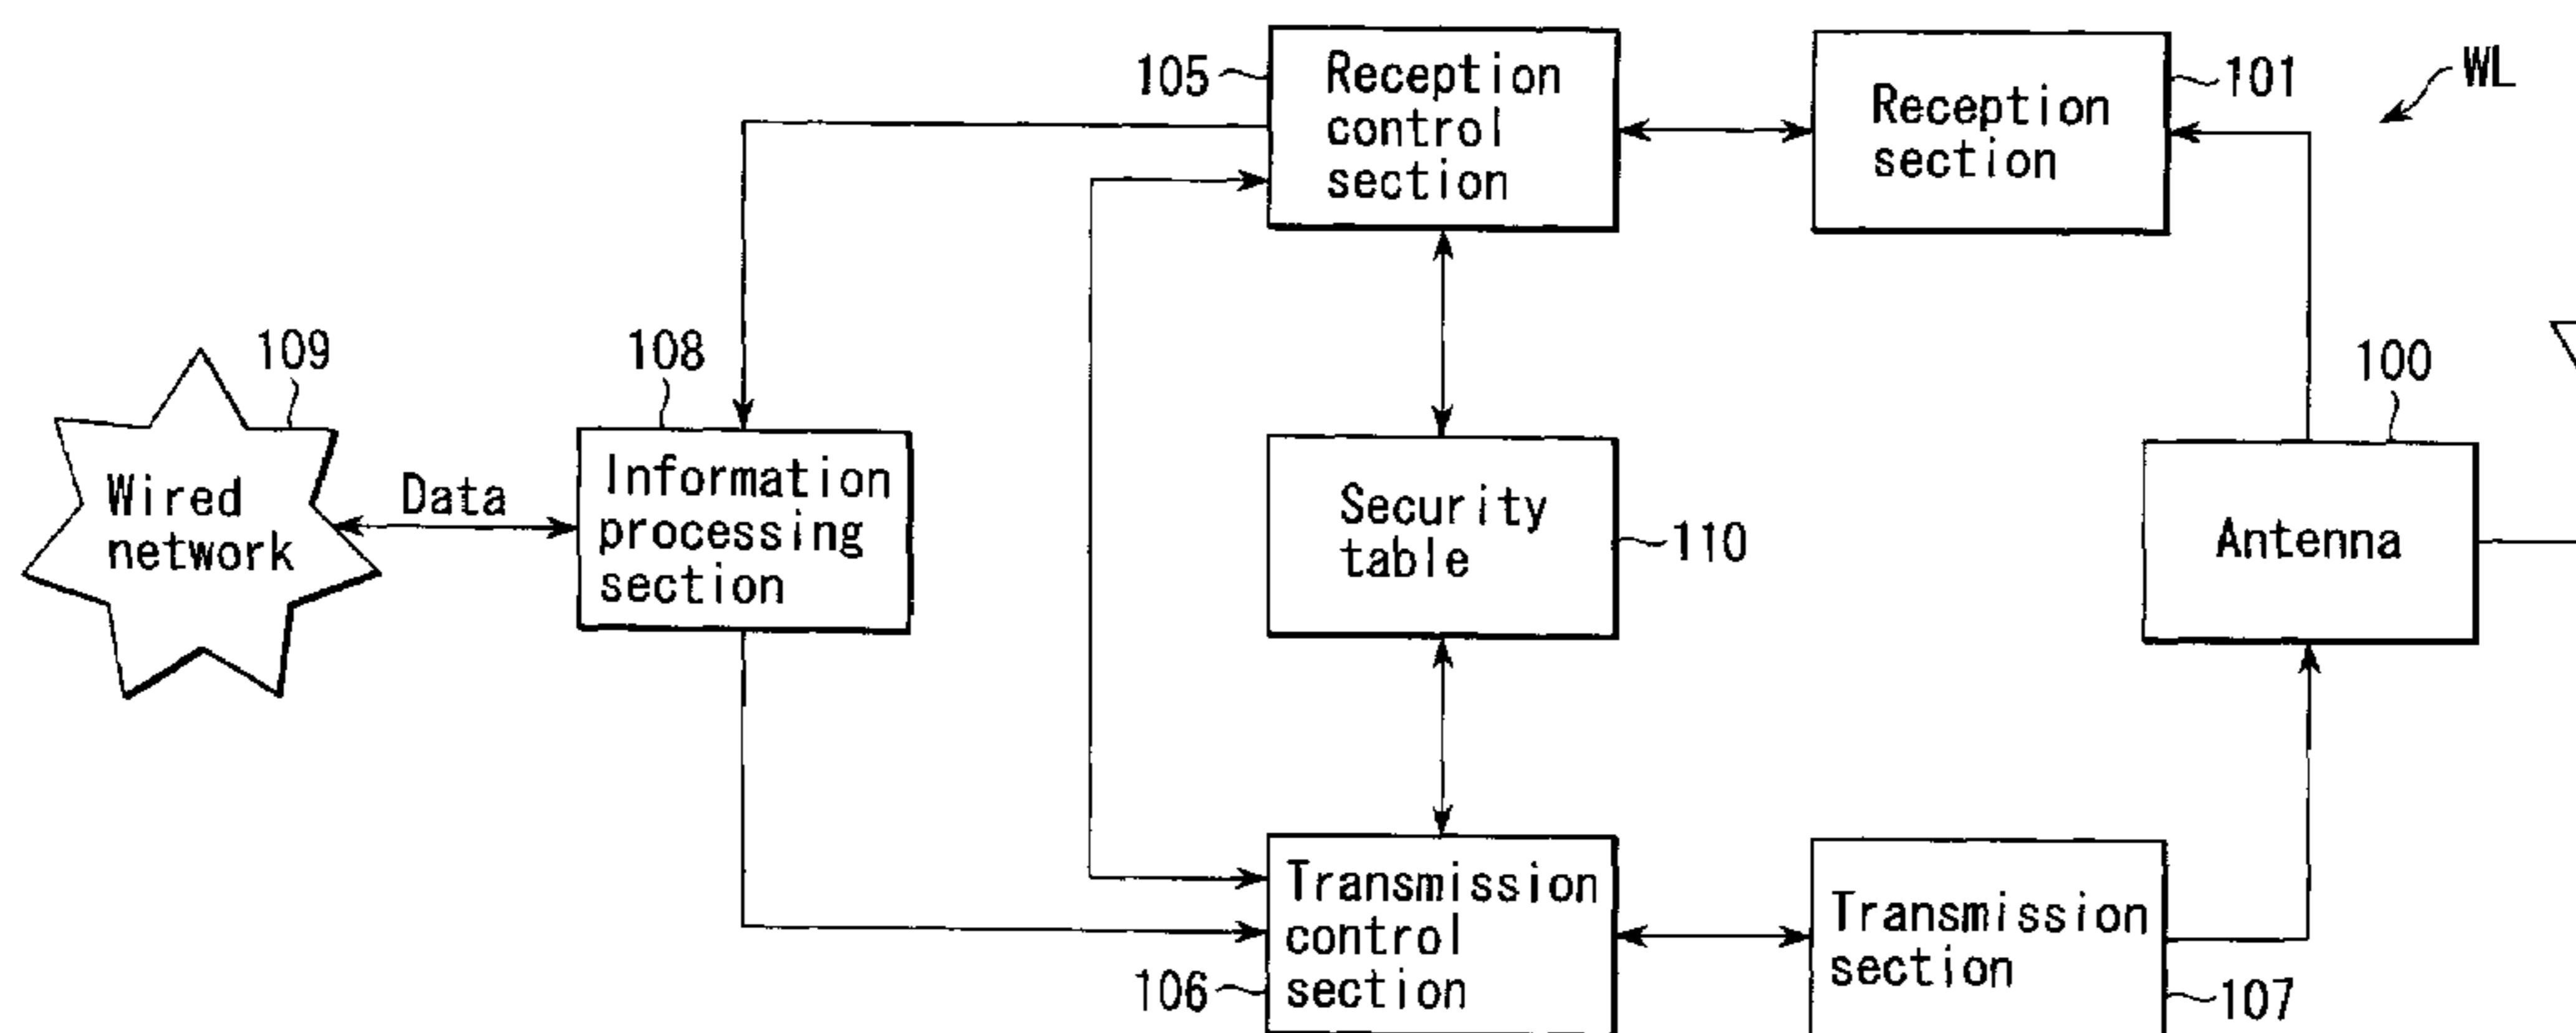 105
Reception
control
section
Reception
section
101
WL
109
108
100
Wired
network
Data
Information
processing
section
Security
table
110
Antenna
Transmission
control
section
106
Transmission
section
107